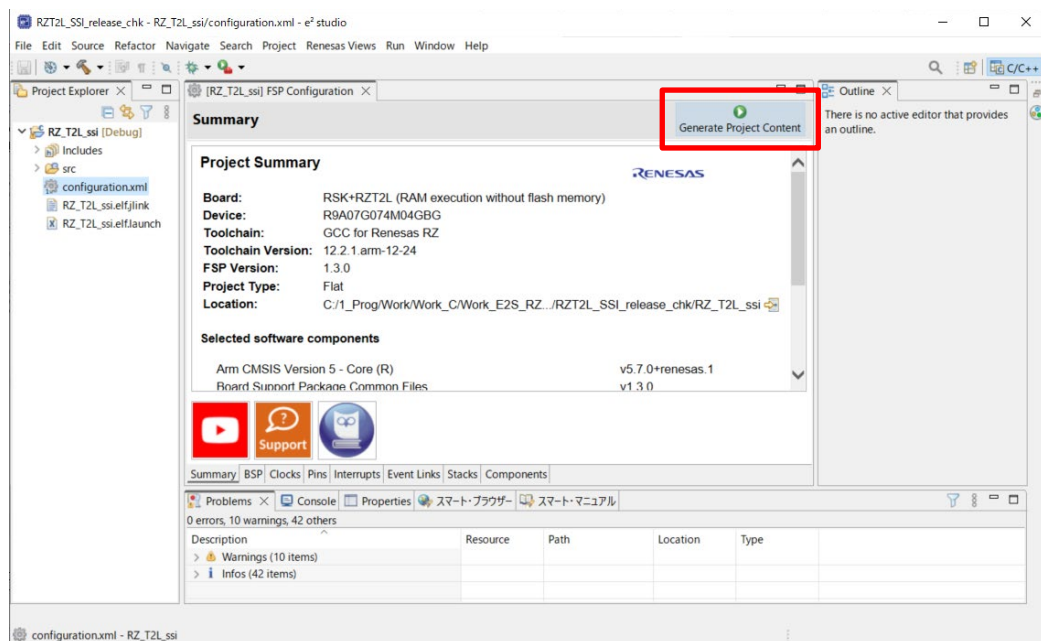 RZT2L_SSI_release_chk - RZ_T2L_ssi/configuration.xml - e² studio
File Edit Source Refactor Navigate Search Project Renesas Views Run Window Help
C/C++
Project Explorer
[RZ_T2L_ssi] FSP Configuration
Outline
RZ_T2L_ssi [Debug]
Includes
src
configuration.xml
RZ_T2L_ssi.elf.jlink
RZ_T2L_ssi.elf.launch
Summary
Generate Project Content
There is no active editor that provides
an outline.
Project Summary
RENESAS
Board: RSK+RZT2L (RAM execution without flash memory)
Device: R9A07G074M04GBG
Toolchain: GCC for Renesas RZ
Toolchain Version: 12.2.1.arm-12-24
FSP Version: 1.3.0
Project Type: Flat
Location: C:/1_Prog/Work/Work_C/Work_E2S_RZ.../RZT2L_SSI_release_chk/RZ_T2L_ssi
Selected software components
Arm CMSIS Version 5 - Core (R) v5.7.0+renesas.1
Board Support Package Common Files v1.3.0
Support
Summary BSP Clocks Pins Interrupts Event Links Stacks Components
Problems Console Properties スマート・ブラウザー スマート・マニュアル
0 errors, 10 warnings, 42 others
Description Resource Path Location Type
Warnings (10 items)
Infos (42 items)
configuration.xml - RZ_T2L_ssi